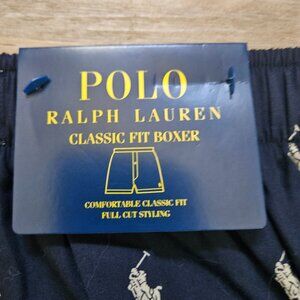 POLO
RALPH LAUREN
CLASSIC FIT BOXER
COMFORTABLE CLASSIC FIT
FULL CUT STYLING